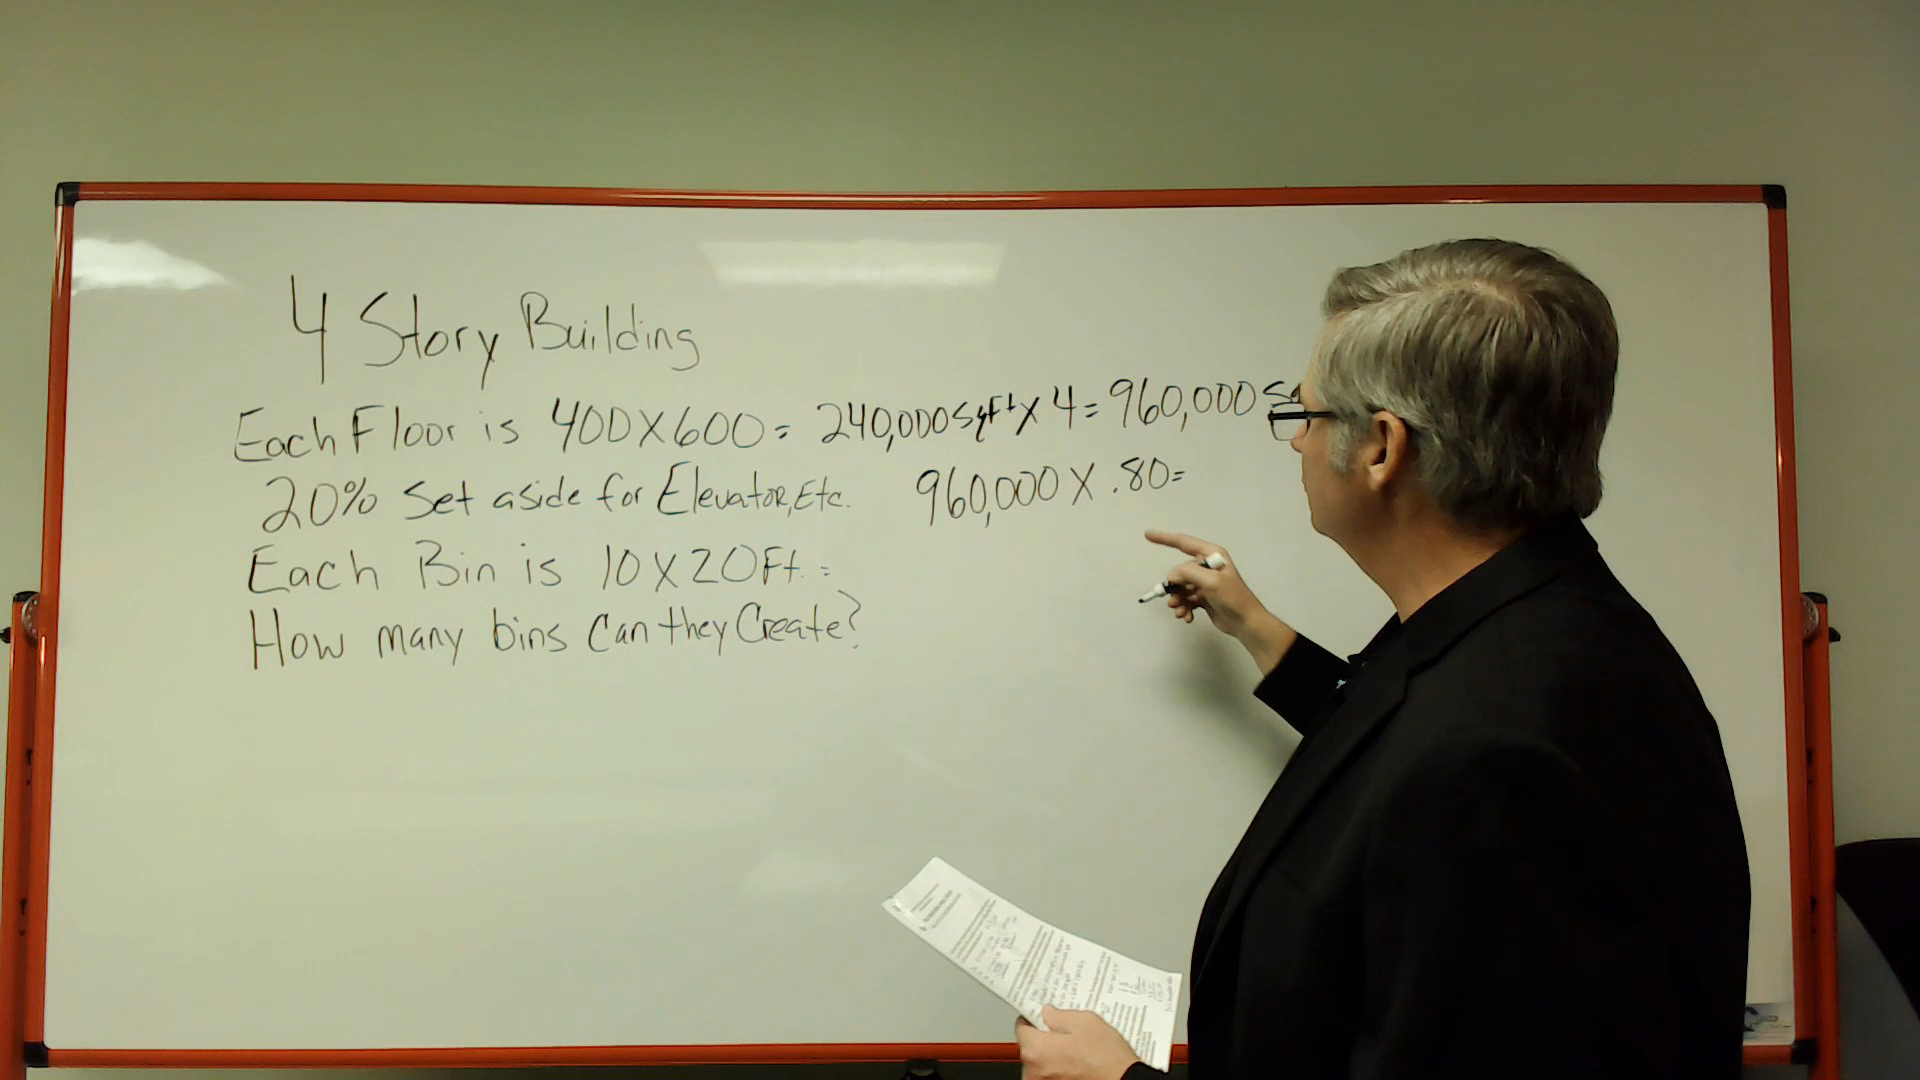 4 Story Building
Each Floor is 400 X 600 = 240,000 Sqft X 4 = 960,000 Sq
20% Set aside for Elevator, Etc. 960,000 X .80=
Each Bin is 10 X 20 Ft. =
How many bins Can they Create?